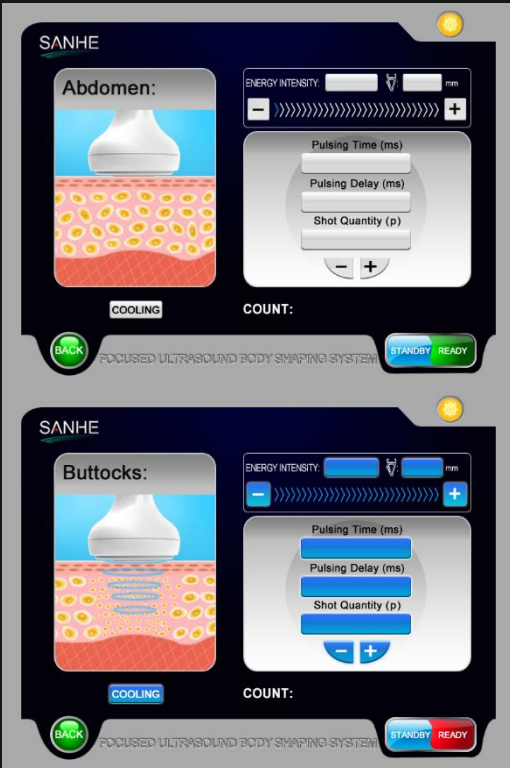 SANHE
Abdomen:
ENERGY INTENSITY: : mm
− +
Pulsing Time (ms)
Pulsing Delay (ms)
Shot Quantity (p)
− +
COOLING
COUNT:
BACK
FOCUSED ULTRASOUND BODY SHAPING SYSTEM
STANDBY READY
SANHE
Buttocks:
ENERGY INTENSITY: : mm
− +
Pulsing Time (ms)
Pulsing Delay (ms)
Shot Quantity (p)
− +
COOLING
COUNT:
BACK
FOCUSED ULTRASOUND BODY SHAPING SYSTEM
STANDBY READY